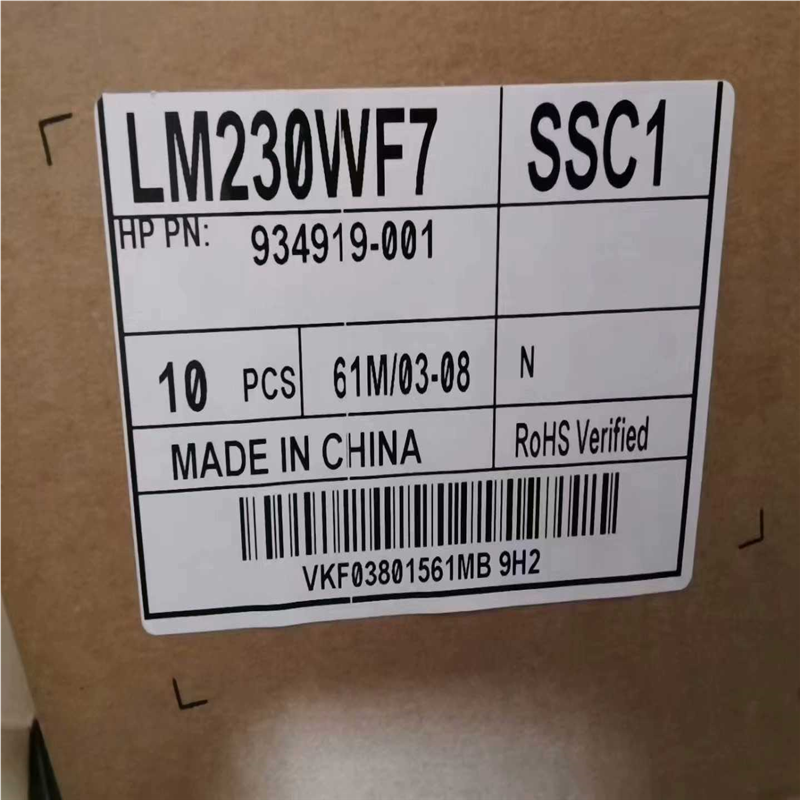 LM230WF7 SSC1
HP PN: 934919-001
10 PCS 61M/03-08 N
MADE IN CHINA RoHS Verified
VKF03801561MB 9H2